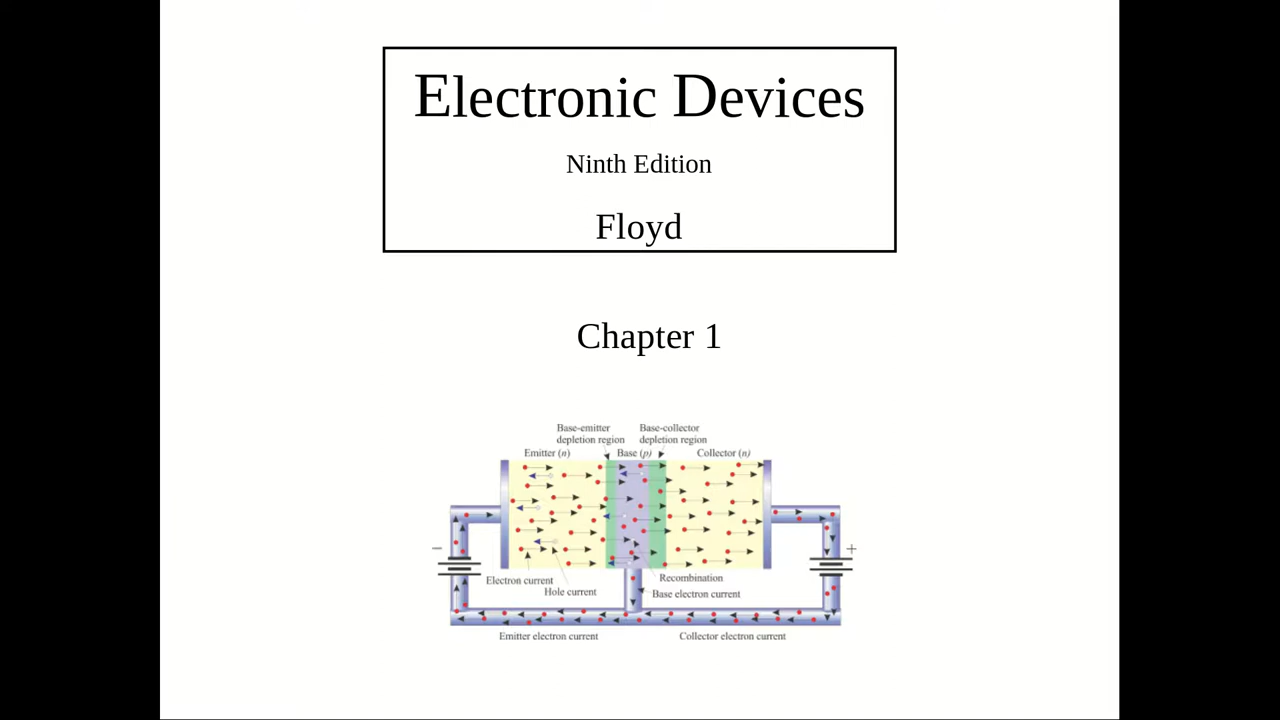 Electronic Devices
Ninth Edition
Floyd
Chapter 1
Base-emitter
depletion region
Base-collector
depletion region
Emitter (n)
Base (p)
Collector (n)
−
+
Electron current
Hole current
Recombination
Base electron current
Emitter electron current
Collector electron current